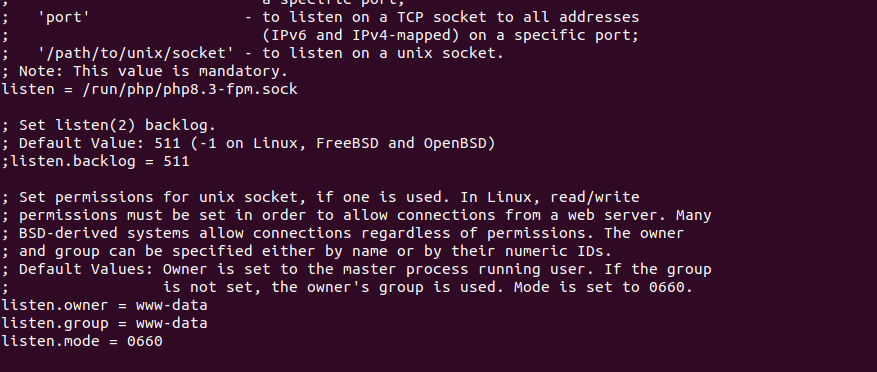 ;                             a specific port;
;   'port'                  - to listen on a TCP socket to all addresses
;                             (IPv6 and IPv4-mapped) on a specific port;
;   '/path/to/unix/socket' - to listen on a unix socket.
; Note: This value is mandatory.
listen = /run/php/php8.3-fpm.sock

; Set listen(2) backlog.
; Default Value: 511 (-1 on Linux, FreeBSD and OpenBSD)
;listen.backlog = 511

; Set permissions for unix socket, if one is used. In Linux, read/write
; permissions must be set in order to allow connections from a web server. Many
; BSD-derived systems allow connections regardless of permissions. The owner
; and group can be specified either by name or by their numeric IDs.
; Default Values: Owner is set to the master process running user. If the group
;                 is not set, the owner's group is used. Mode is set to 0660.
listen.owner = www-data
listen.group = www-data
listen.mode = 0660